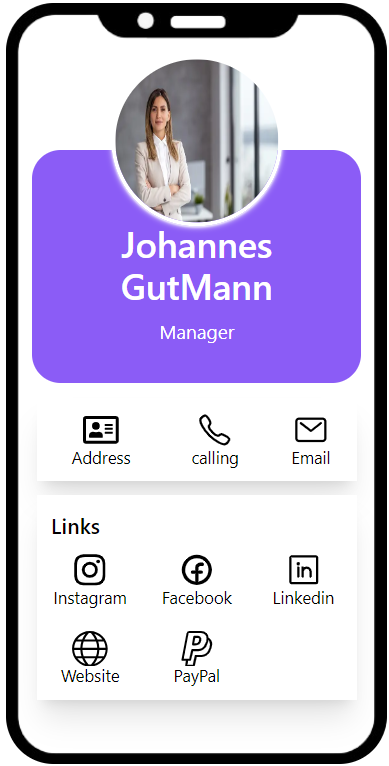 Johannes
GutMann
Manager
Address calling Email
Links
Instagram Facebook Linkedin
Website PayPal